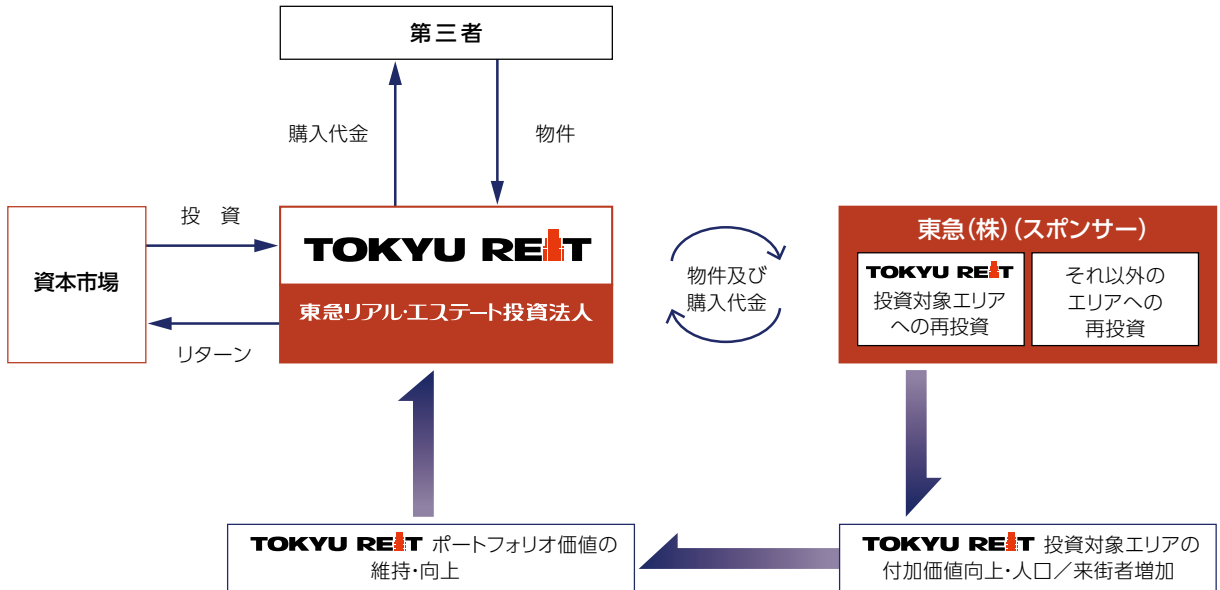 第三者
購入代金
物件
投 資
資本市場
リターン
TOKYU REIT
東急リアル・エステート投資法人
物件及び
購入代金
東急(株)(スポンサー)
TOKYU REIT
投資対象エリア
への再投資
それ以外の
エリアへの
再投資
TOKYU REIT ポートフォリオ価値の
維持・向上
TOKYU REIT 投資対象エリアの
付加価値向上・人口／来街者増加